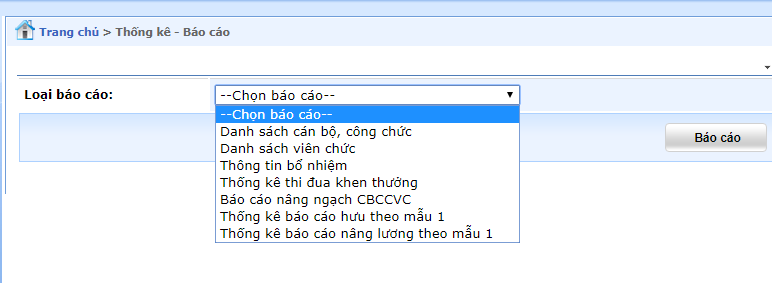 Trang chủ > Thống kê - Báo cáo
Loại báo cáo:
--Chọn báo cáo--
--Chọn báo cáo--
Danh sách cán bộ, công chức
Danh sách viên chức
Thông tin bổ nhiệm
Thống kê thi đua khen thưởng
Báo cáo nâng ngạch CBCCVC
Thống kê báo cáo hưu theo mẫu 1
Thống kê báo cáo nâng lương theo mẫu 1
Báo cáo